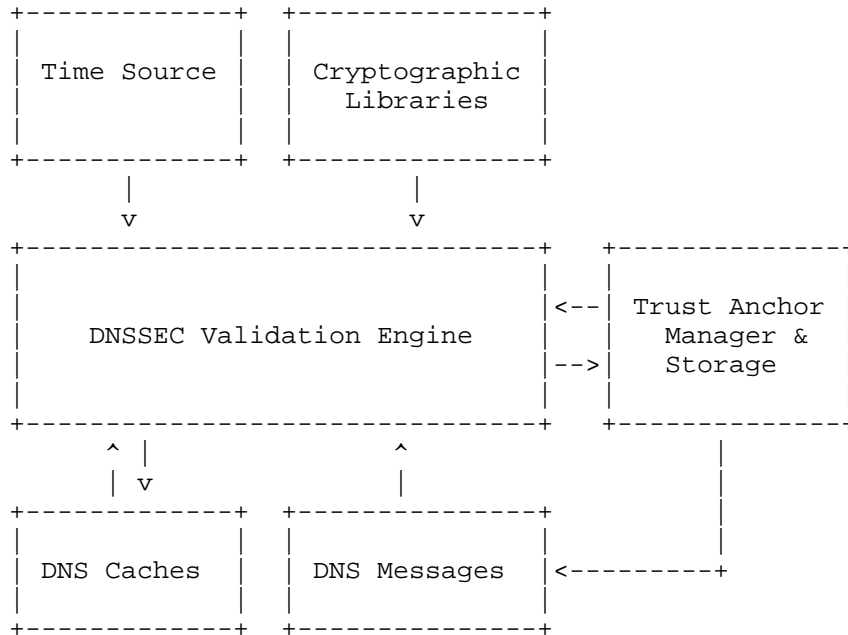 Time Source
Cryptographic
Libraries
DNSSEC Validation Engine
Trust Anchor
Manager &
Storage
DNS Caches
DNS Messages